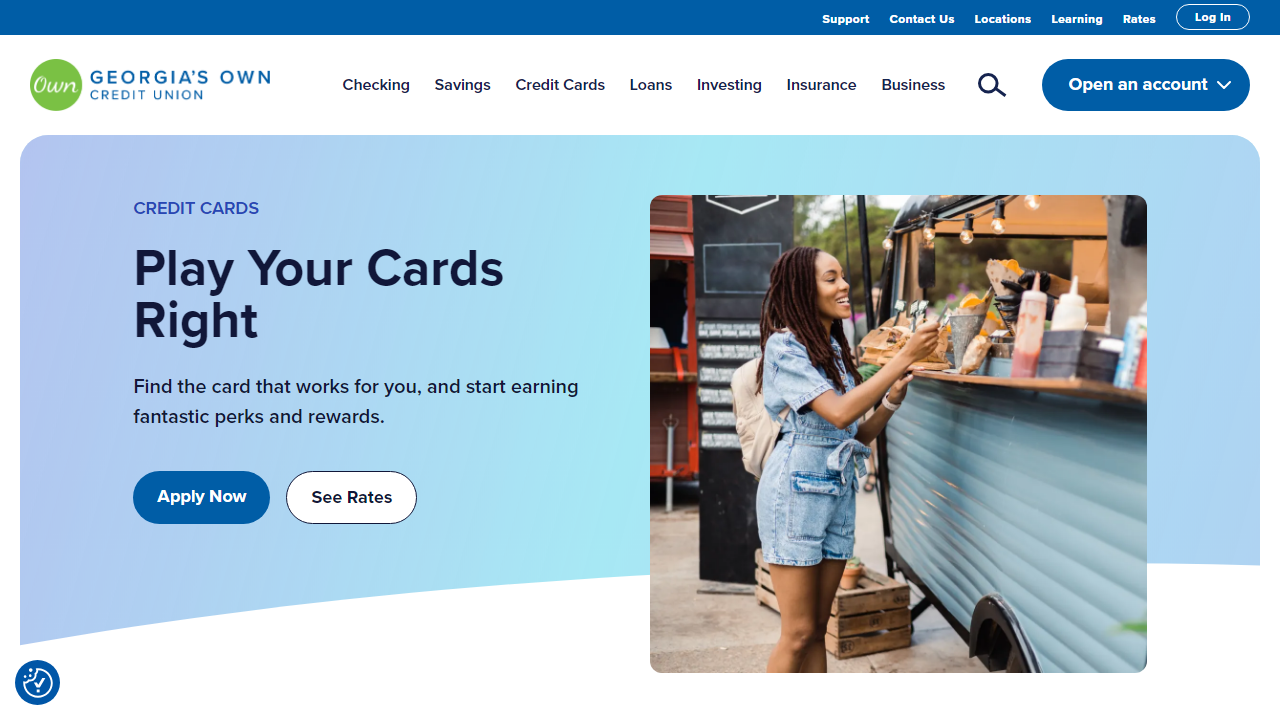 Support Contact Us Locations Learning Rates Log In
Own GEORGIA'S OWN
CREDIT UNION
Checking Savings Credit Cards Loans Investing Insurance Business Open an account
CREDIT CARDS
Play Your Cards
Right
Find the card that works for you, and start earning
fantastic perks and rewards.
Apply Now See Rates